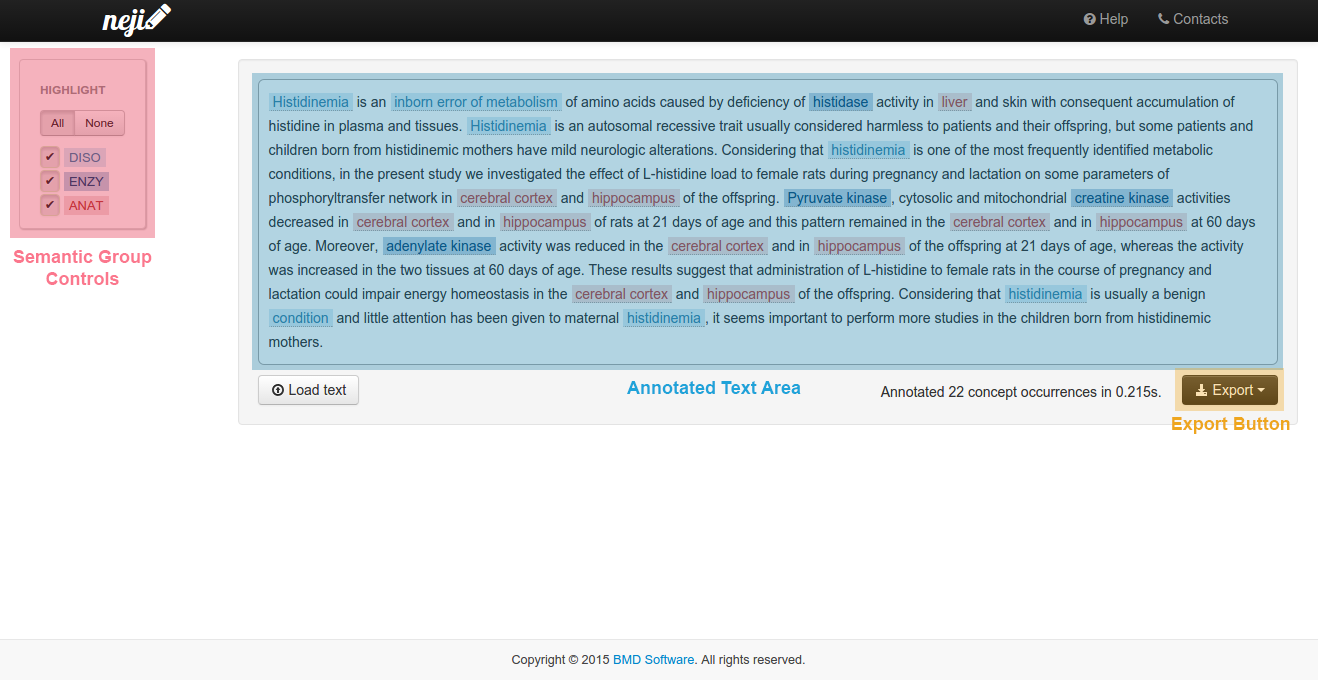 neji
Help Contacts
HIGHLIGHT
All None
DISO
ENZY
ANAT
Semantic Group
Controls
Histidinemia is an inborn error of metabolism of amino acids caused by deficiency of histidase activity in liver and skin with consequent accumulation of
histidine in plasma and tissues. Histidinemia is an autosomal recessive trait usually considered harmless to patients and their offspring, but some patients and
children born from histidinemic mothers have mild neurologic alterations. Considering that histidinemia is one of the most frequently identified metabolic
conditions, in the present study we investigated the effect of L-histidine load to female rats during pregnancy and lactation on some parameters of
phosphoryltransfer network in cerebral cortex and hippocampus of the offspring. Pyruvate kinase, cytosolic and mitochondrial creatine kinase activities
decreased in cerebral cortex and in hippocampus of rats at 21 days of age and this pattern remained in the cerebral cortex and in hippocampus at 60 days
of age. Moreover, adenylate kinase activity was reduced in the cerebral cortex and in hippocampus of the offspring at 21 days of age, whereas the activity
was increased in the two tissues at 60 days of age. These results suggest that administration of L-histidine to female rats in the course of pregnancy and
lactation could impair energy homeostasis in the cerebral cortex and hippocampus of the offspring. Considering that histidinemia is usually a benign
condition and little attention has been given to maternal histidinemia, it seems important to perform more studies in the children born from histidinemic
mothers.
Load text
Annotated Text Area
Annotated 22 concept occurrences in 0.215s.
Export
Export Button
Copyright © 2015 BMD Software. All rights reserved.